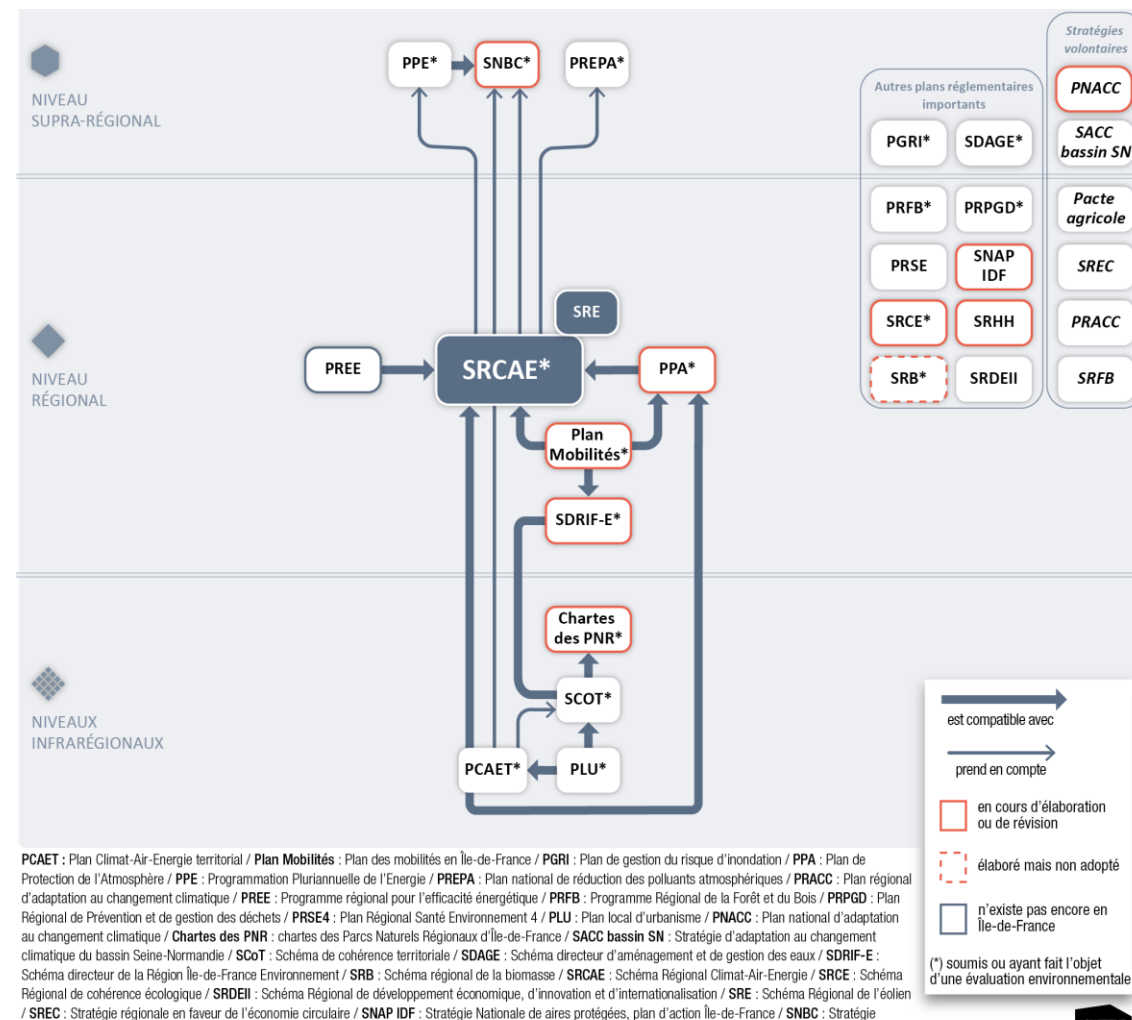 Stratégies
volontaires
PPE*
SNBC*
PREPA*
NIVEAU
SUPRA-RÉGIONAL
Autres plans réglementaires
importants
PNACC
PGRI*
SDAGE*
SACC
bassin SN
PRFB*
PRPGD*
Pacte
agricole
PRSE
SNAP
IDF
SREC
SRE
SRCE*
SRHH
PRACC
NIVEAU
RÉGIONAL
PREE
SRCAE*
PPA*
SRB*
SRDEII
SRFB
Plan
Mobilités*
SDRIF-E*
Chartes
des PNR*
NIVEAUX
INFRARÉGIONAUX
SCOT*
PCAET*
PLU*
est compatible avec
prend en compte
en cours d'élaboration
ou de révision
élaboré mais non adopté
n'existe pas encore en
Île-de-France
(*) soumis ou ayant fait l'objet
d'une évaluation environnementale
PCAET : Plan Climat-Air-Energie territorial / Plan Mobilités : Plan des mobilités en Île-de-France / PGRI : Plan de gestion du risque d'inondation / PPA : Plan de
Protection de l'Atmosphère / PPE : Programmation Pluriannuelle de l'Energie / PREPA : Plan national de réduction des polluants atmosphériques / PRACC : Plan régional
d'adaptation au changement climatique / PREE : Programme régional pour l'efficacité énergétique / PRFB : Programme Régional de la Forêt et du Bois / PRPGD : Plan
Régional de Prévention et de gestion des déchets / PRSE4 : Plan Régional Santé Environnement 4 / PLU : Plan local d'urbanisme / PNACC : Plan national d'adaptation
au changement climatique / Chartes des PNR : chartes des Parcs Naturels Régionaux d'Île-de-France / SACC bassin SN : Stratégie d'adaptation au changement
climatique du bassin Seine-Normandie / SCoT : Schéma de cohérence territoriale / SDAGE : Schéma directeur d'aménagement et de gestion des eaux / SDRIF-E :
Schéma directeur de la Région Île-de-France Environnement / SRB : Schéma régional de la biomasse / SRCAE : Schéma Régional Climat-Air-Energie / SRCE : Schéma
Régional de cohérence écologique / SRDEII : Schéma Régional de développement économique, d'innovation et d'internationalisation / SRE : Schéma Régional de l'éolien
/ SREC : Stratégie régionale en faveur de l'économie circulaire / SNAP IDF : Stratégie Nationale de aires protégées, plan d'action Île-de-France / SNBC : Stratégie